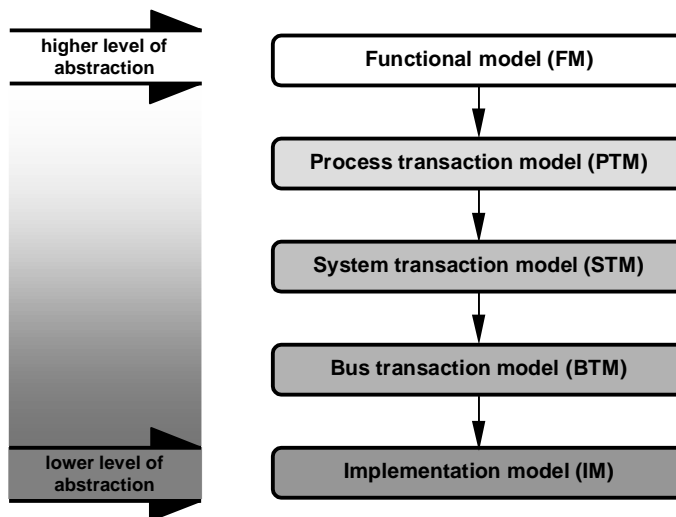 higher level of
abstraction
Functional model (FM)
Process transaction model (PTM)
System transaction model (STM)
Bus transaction model (BTM)
lower level of
abstraction
Implementation model (IM)